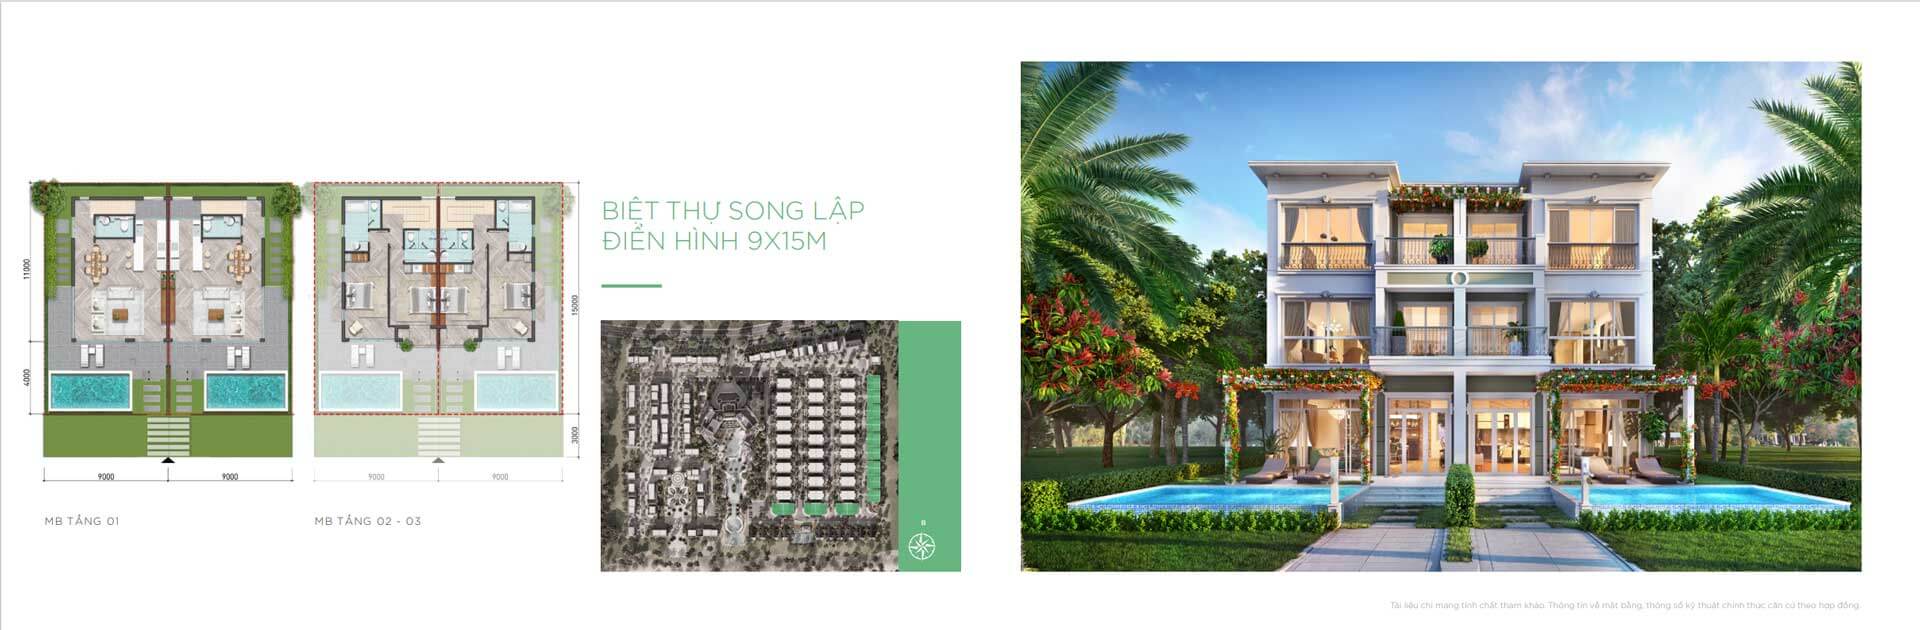 BIỆT THỰ SONG LẬP
ĐIỂN HÌNH 9X15M
11000
4000
9000
9000
MB TẦNG 01
15000
3000
9000
9000
MB TẦNG 02 - 03
B
Tài liệu chỉ mang tính chất tham khảo. Thông tin về mặt bằng, thông số kỹ thuật chính thức căn cứ theo hợp đồng.